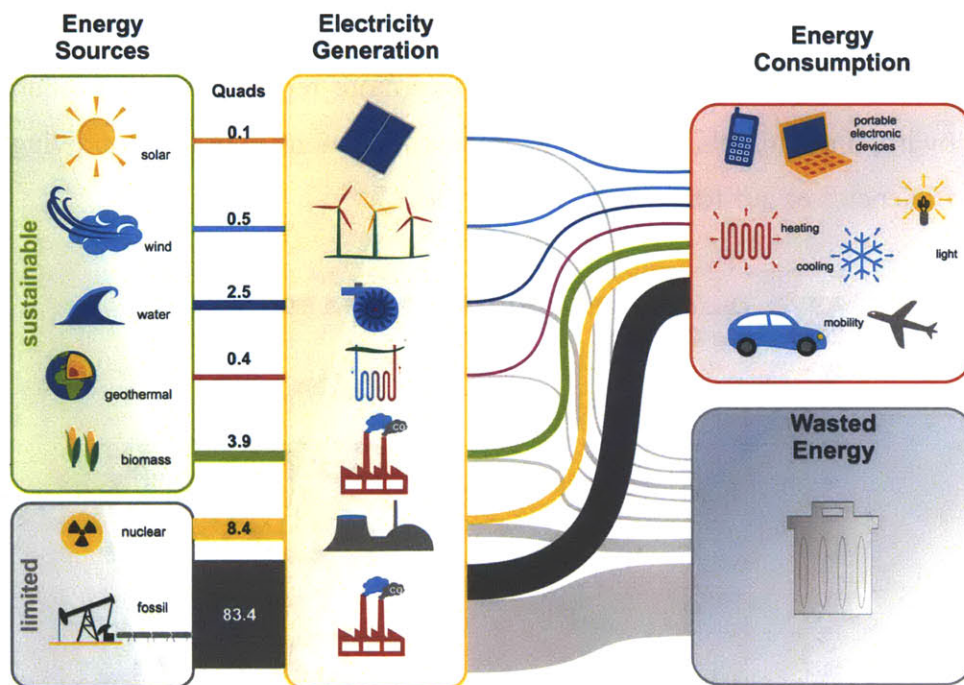 Energy
Sources
Electricity
Generation
Energy
Consumption
Quads
sustainable
solar
0.1
wind
0.5
water
2.5
geothermal
0.4
biomass
3.9
limited
nuclear
8.4
fossil
83.4
CO
CO
portable
electronic
devices
heating
cooling
light
mobility
Wasted
Energy